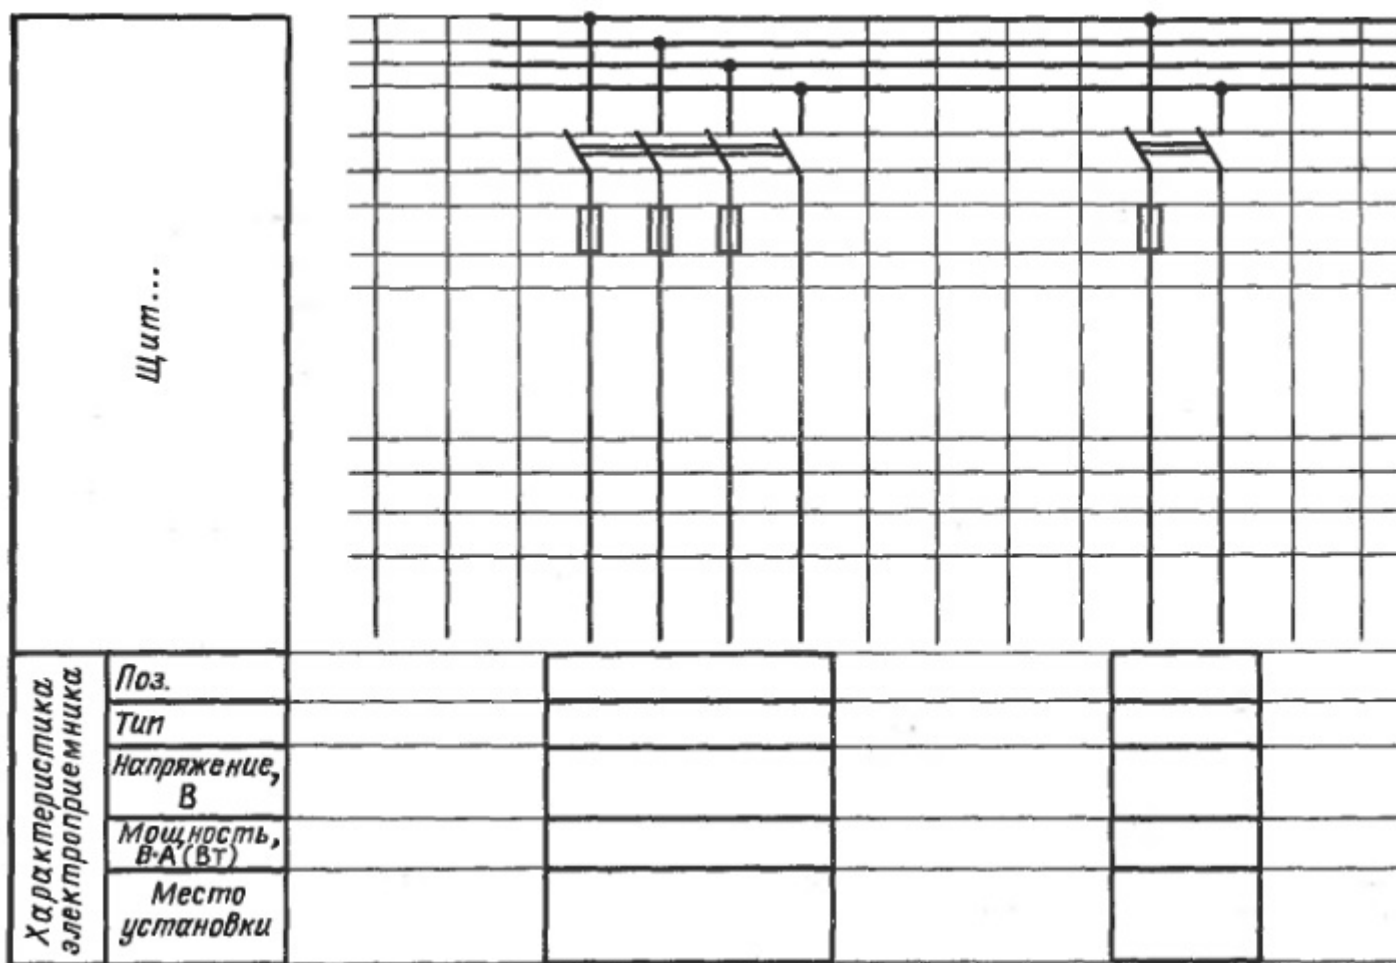 Щит...
Характеристика
электроприемника
Поз.
Тип
Напряжение,
В
Мощность,
В·А (Вт)
Место
установки